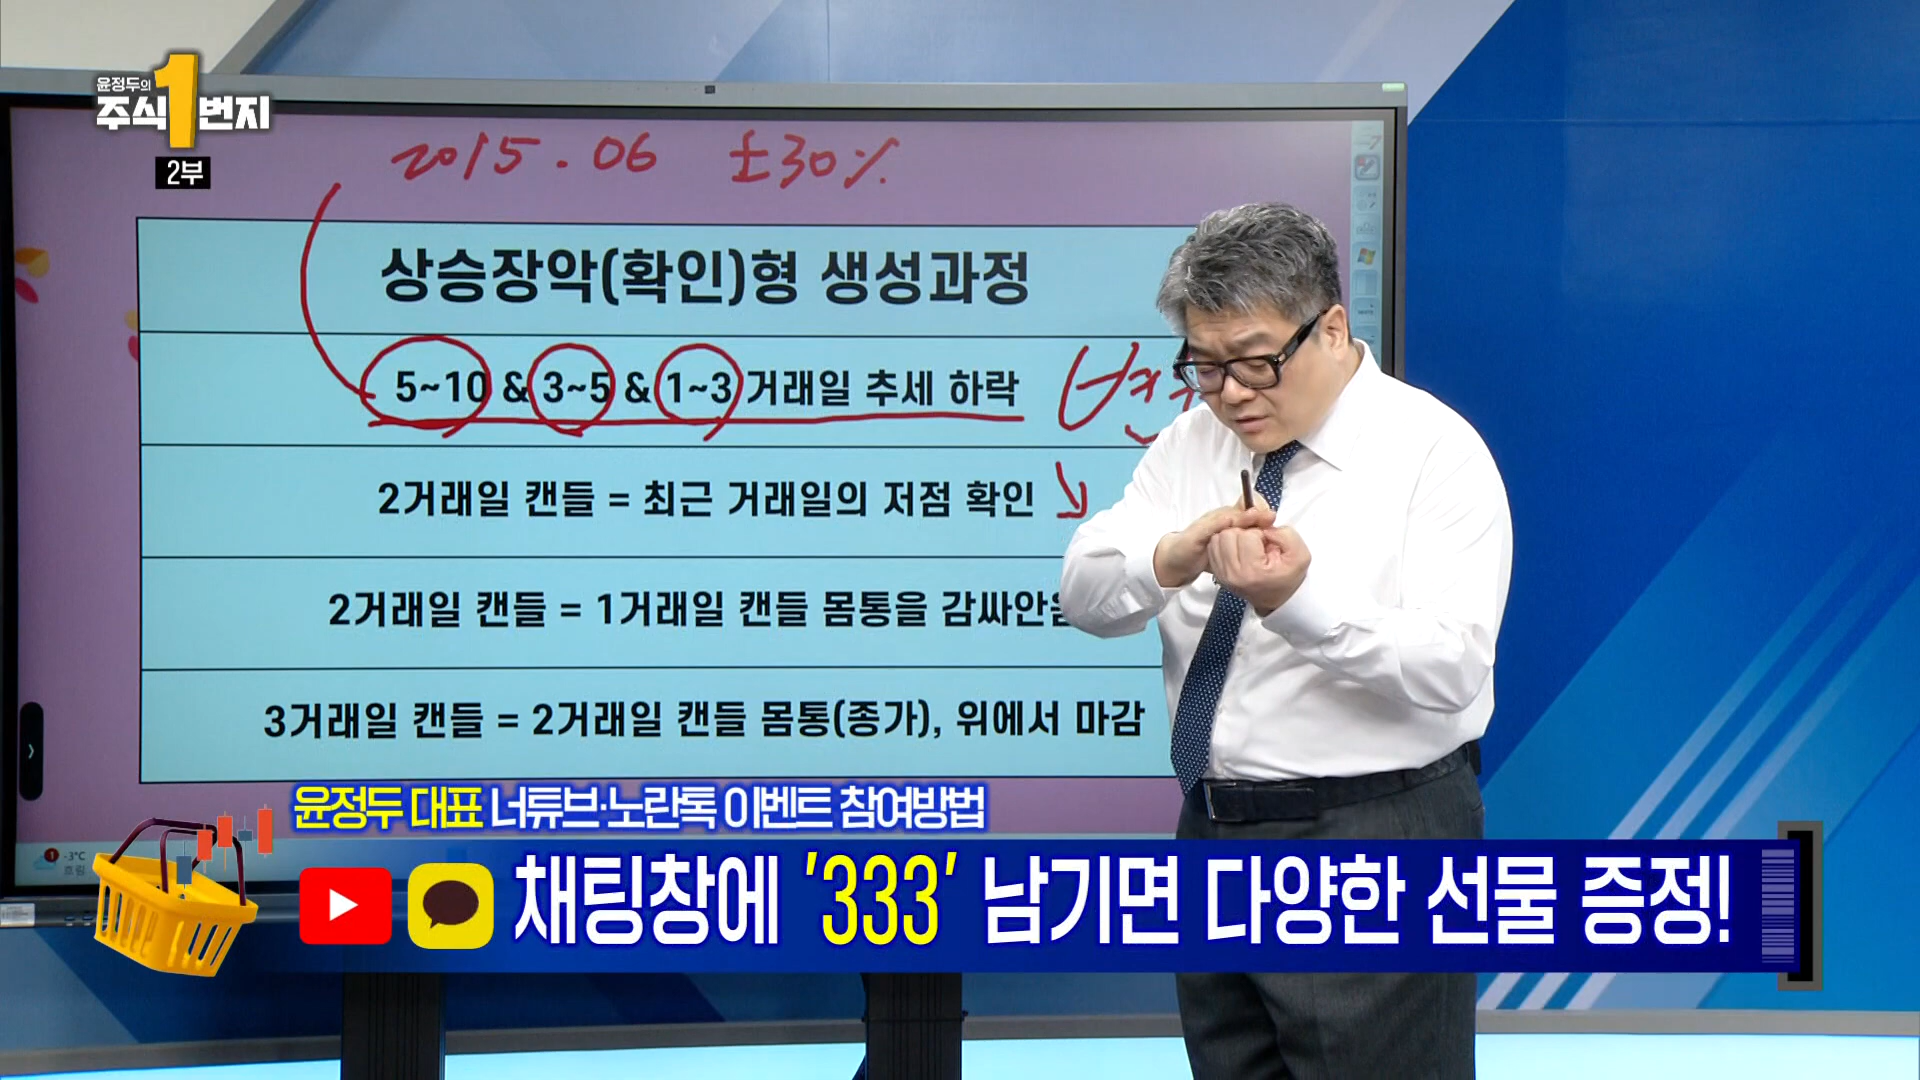 윤정두의
주식1번지
2부
2015.06 ±30%
상승장악(확인)형 생성과정
5~10 & 3~5 & 1~3 거래일 추세 하락
2거래일 캔들 = 최근 거래일의 저점 확인
2거래일 캔들 = 1거래일 캔들 몸통을 감싸안음
3거래일 캔들 = 2거래일 캔들 몸통(종가), 위에서 마감
윤정두 대표 너튜브·노란톡 이벤트 참여방법
1 -3°C
흐림
채팅창에 '333' 남기면 다양한 선물 증정!